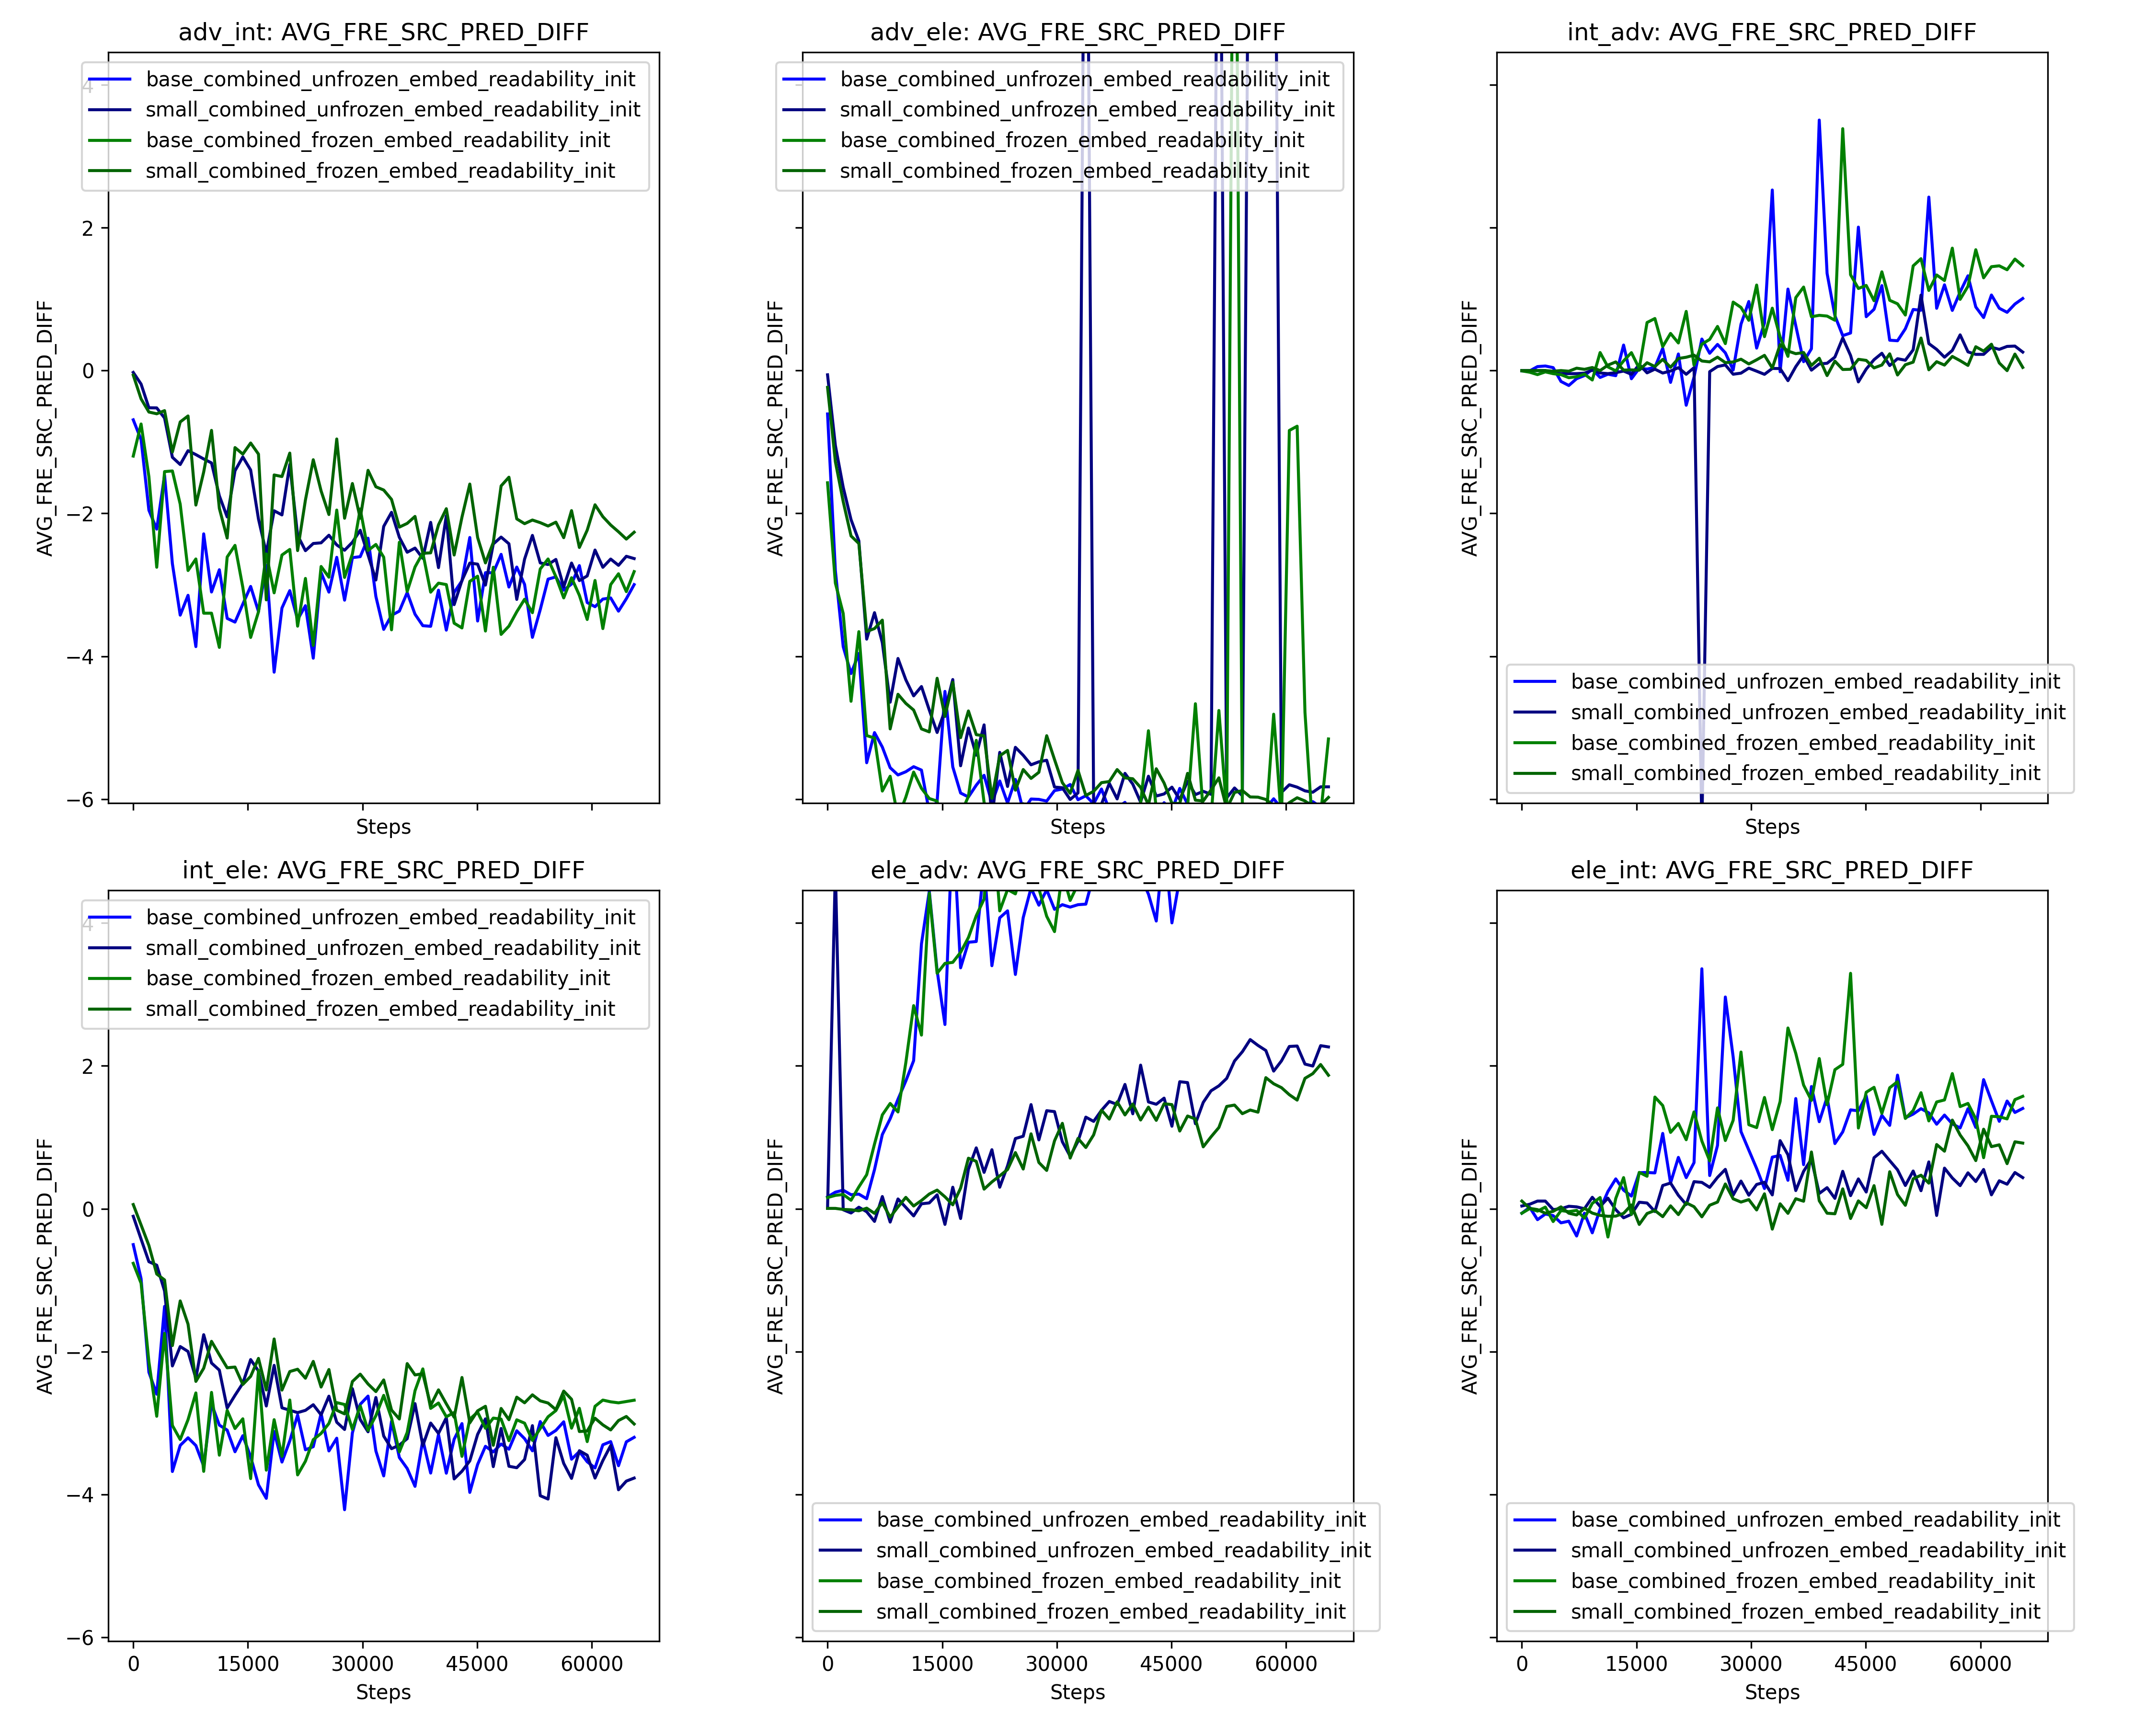 adv_int: AVG_FRE_SRC_PRED_DIFF
base_combined_unfrozen_embed_readability_init
small_combined_unfrozen_embed_readability_init
base_combined_frozen_embed_readability_init
small_combined_frozen_embed_readability_init
4
2
0
−2
−4
−6
AVG_FRE_SRC_PRED_DIFF
Steps
adv_ele: AVG_FRE_SRC_PRED_DIFF
base_combined_unfrozen_embed_readability_init
small_combined_unfrozen_embed_readability_init
base_combined_frozen_embed_readability_init
small_combined_frozen_embed_readability_init
AVG_FRE_SRC_PRED_DIFF
Steps
int_adv: AVG_FRE_SRC_PRED_DIFF
AVG_FRE_SRC_PRED_DIFF
base_combined_unfrozen_embed_readability_init
small_combined_unfrozen_embed_readability_init
base_combined_frozen_embed_readability_init
small_combined_frozen_embed_readability_init
Steps
int_ele: AVG_FRE_SRC_PRED_DIFF
base_combined_unfrozen_embed_readability_init
small_combined_unfrozen_embed_readability_init
base_combined_frozen_embed_readability_init
small_combined_frozen_embed_readability_init
4
2
0
−2
−4
−6
AVG_FRE_SRC_PRED_DIFF
0 15000 30000 45000 60000
Steps
ele_adv: AVG_FRE_SRC_PRED_DIFF
AVG_FRE_SRC_PRED_DIFF
base_combined_unfrozen_embed_readability_init
small_combined_unfrozen_embed_readability_init
base_combined_frozen_embed_readability_init
small_combined_frozen_embed_readability_init
0 15000 30000 45000 60000
Steps
ele_int: AVG_FRE_SRC_PRED_DIFF
AVG_FRE_SRC_PRED_DIFF
base_combined_unfrozen_embed_readability_init
small_combined_unfrozen_embed_readability_init
base_combined_frozen_embed_readability_init
small_combined_frozen_embed_readability_init
0 15000 30000 45000 60000
Steps